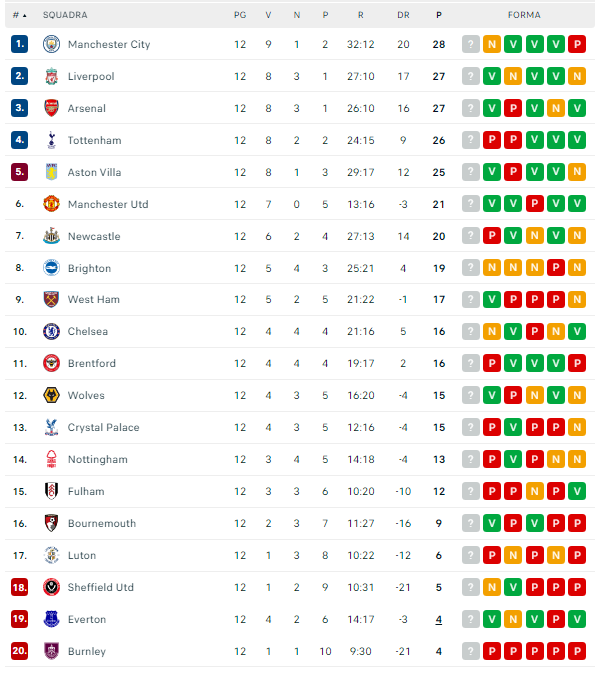 # ▲ SQUADRA PG V N P R DR P FORMA
1. Manchester City 12 9 1 2 32:12 20 28 ? N V V V P
2. Liverpool 12 8 3 1 27:10 17 27 ? V N V V N
3. Arsenal 12 8 3 1 26:10 16 27 ? V P V N V
4. Tottenham 12 8 2 2 24:15 9 26 ? P P V V V
5. Aston Villa 12 8 1 3 29:17 12 25 ? V P V V N
6. Manchester Utd 12 7 0 5 13:16 -3 21 ? V V P V V
7. Newcastle 12 6 2 4 27:13 14 20 ? P V N V N
8. Brighton 12 5 4 3 25:21 4 19 ? N N N P N
9. West Ham 12 5 2 5 21:22 -1 17 ? V P P P N
10. Chelsea 12 4 4 4 21:16 5 16 ? N V P N V
11. Brentford 12 4 4 4 19:17 2 16 ? P V V V P
12. Wolves 12 4 3 5 16:20 -4 15 ? V P N V N
13. Crystal Palace 12 4 3 5 12:16 -4 15 ? P V P P N
14. Nottingham 12 3 4 5 14:18 -4 13 ? P V P N N
15. Fulham 12 3 3 6 10:20 -10 12 ? P P N P V
16. Bournemouth 12 2 3 7 11:27 -16 9 ? V P V P P
17. Luton 12 1 3 8 10:22 -12 6 ? P N P N P
18. Sheffield Utd 12 1 2 9 10:31 -21 5 ? N V P P P
19. Everton 12 4 2 6 14:17 -3 4 ? V N V P V
20. Burnley 12 1 1 10 9:30 -21 4 ? P P P P P